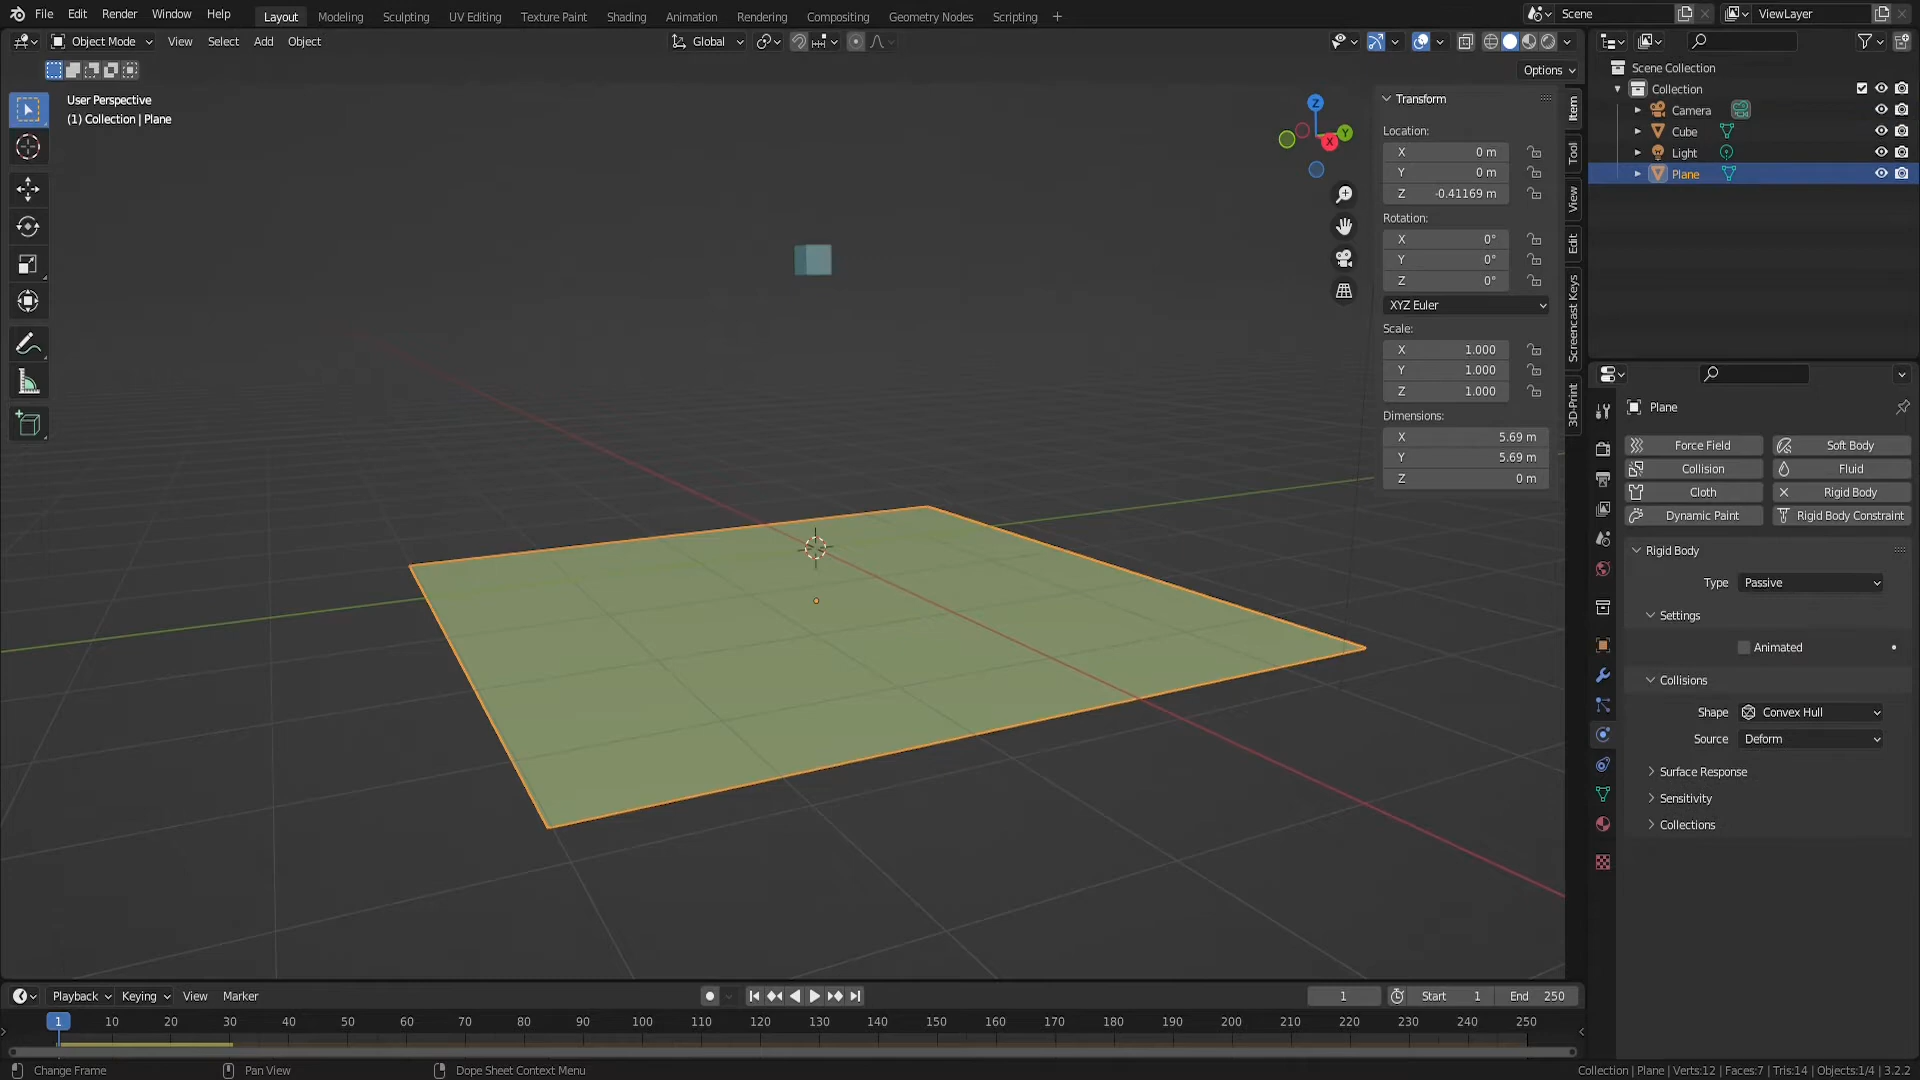 File Edit Render Window Help Layout Modeling Sculpting UV Editing Texture Paint Shading Animation Rendering Compositing Geometry Nodes Scripting + Scene ViewLayer
Object Mode View Select Add Object Global
Options
User Perspective
(1) Collection | Plane
Z
Y
X
Transform
Location:
X 0 m
Y 0 m
Z -0.41169 m
Rotation:
X 0°
Y 0°
Z 0°
XYZ Euler
Scale:
X 1.000
Y 1.000
Z 1.000
Dimensions:
X 5.69 m
Y 5.69 m
Z 0 m
Item
Tool
View
Edit
Screencast Keys
3D-Print
Scene Collection
Collection
Camera
Cube
Light
Plane
Plane
Force Field Soft Body
Collision Fluid
Cloth Rigid Body
Dynamic Paint Rigid Body Constraint
Rigid Body
Type Passive
Settings
Animated
Collisions
Shape Convex Hull
Source Deform
Surface Response
Sensitivity
Collections
Playback Keying View Marker 1 Start 1 End 250
1 10 20 30 40 50 60 70 80 90 100 110 120 130 140 150 160 170 180 190 200 210 220 230 240 250
Change Frame Pan View Dope Sheet Context Menu Collection | Plane | Verts:12 | Faces:7 | Tris:14 | Objects:1/4 | 3.2.2